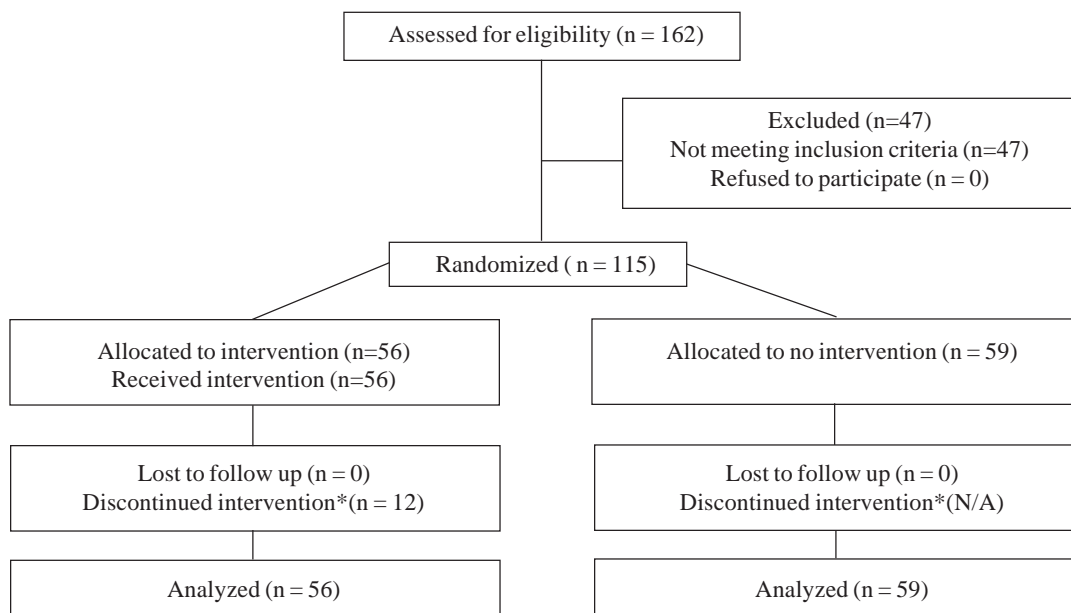 Assessed for eligibility (n = 162)
Excluded (n=47)
Not meeting inclusion criteria (n=47)
Refused to participate (n = 0)
Randomized ( n = 115)
Allocated to intervention (n=56)
Received intervention (n=56)
Allocated to no intervention (n = 59)
Lost to follow up (n = 0)
Discontinued intervention*(n = 12)
Lost to follow up (n = 0)
Discontinued intervention*(N/A)
Analyzed (n = 56)
Analyzed (n = 59)